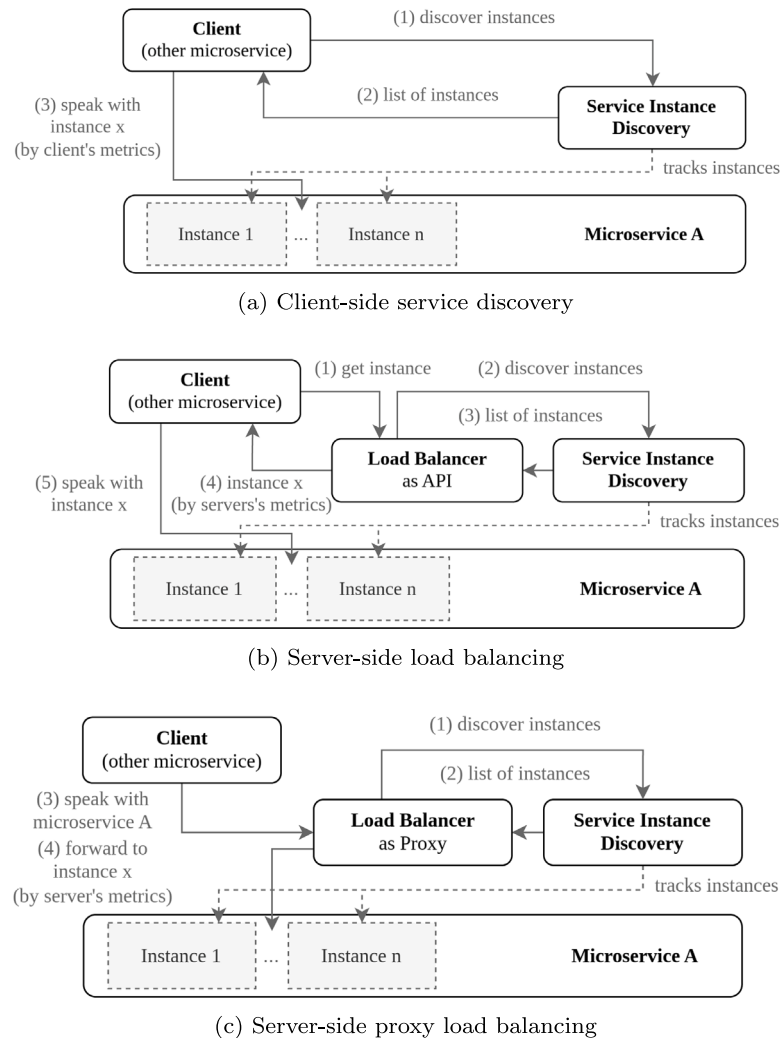 (1) discover instances
Client
(other microservice)
(2) list of instances
(3) speak with
instance x
(by client's metrics)
Service Instance
Discovery
tracks instances
Instance 1
...
Instance n
Microservice A
(a) Client-side service discovery
(1) get instance
(2) discover instances
Client
(other microservice)
(3) list of instances
Load Balancer
as API
Service Instance
Discovery
(5) speak with
instance x
(4) instance x
(by servers's metrics)
tracks instances
Instance 1
...
Instance n
Microservice A
(b) Server-side load balancing
(1) discover instances
Client
(other microservice)
(2) list of instances
(3) speak with
microservice A
(4) forward to
instance x
(by server's metrics)
Load Balancer
as Proxy
Service Instance
Discovery
tracks instances
Instance 1
...
Instance n
Microservice A
(c) Server-side proxy load balancing